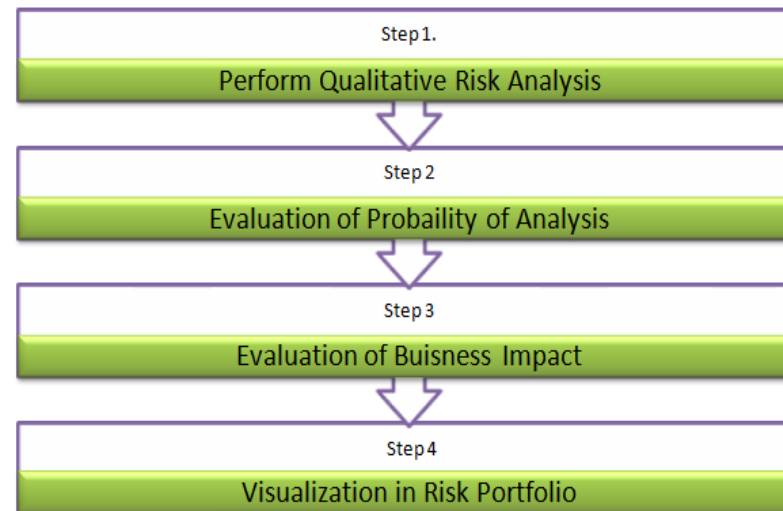 Step 1.
Perform Qualitative Risk Analysis
Step 2
Evaluation of Probaility of Analysis
Step 3
Evaluation of Buisness Impact
Step 4
Visualization in Risk Portfolio